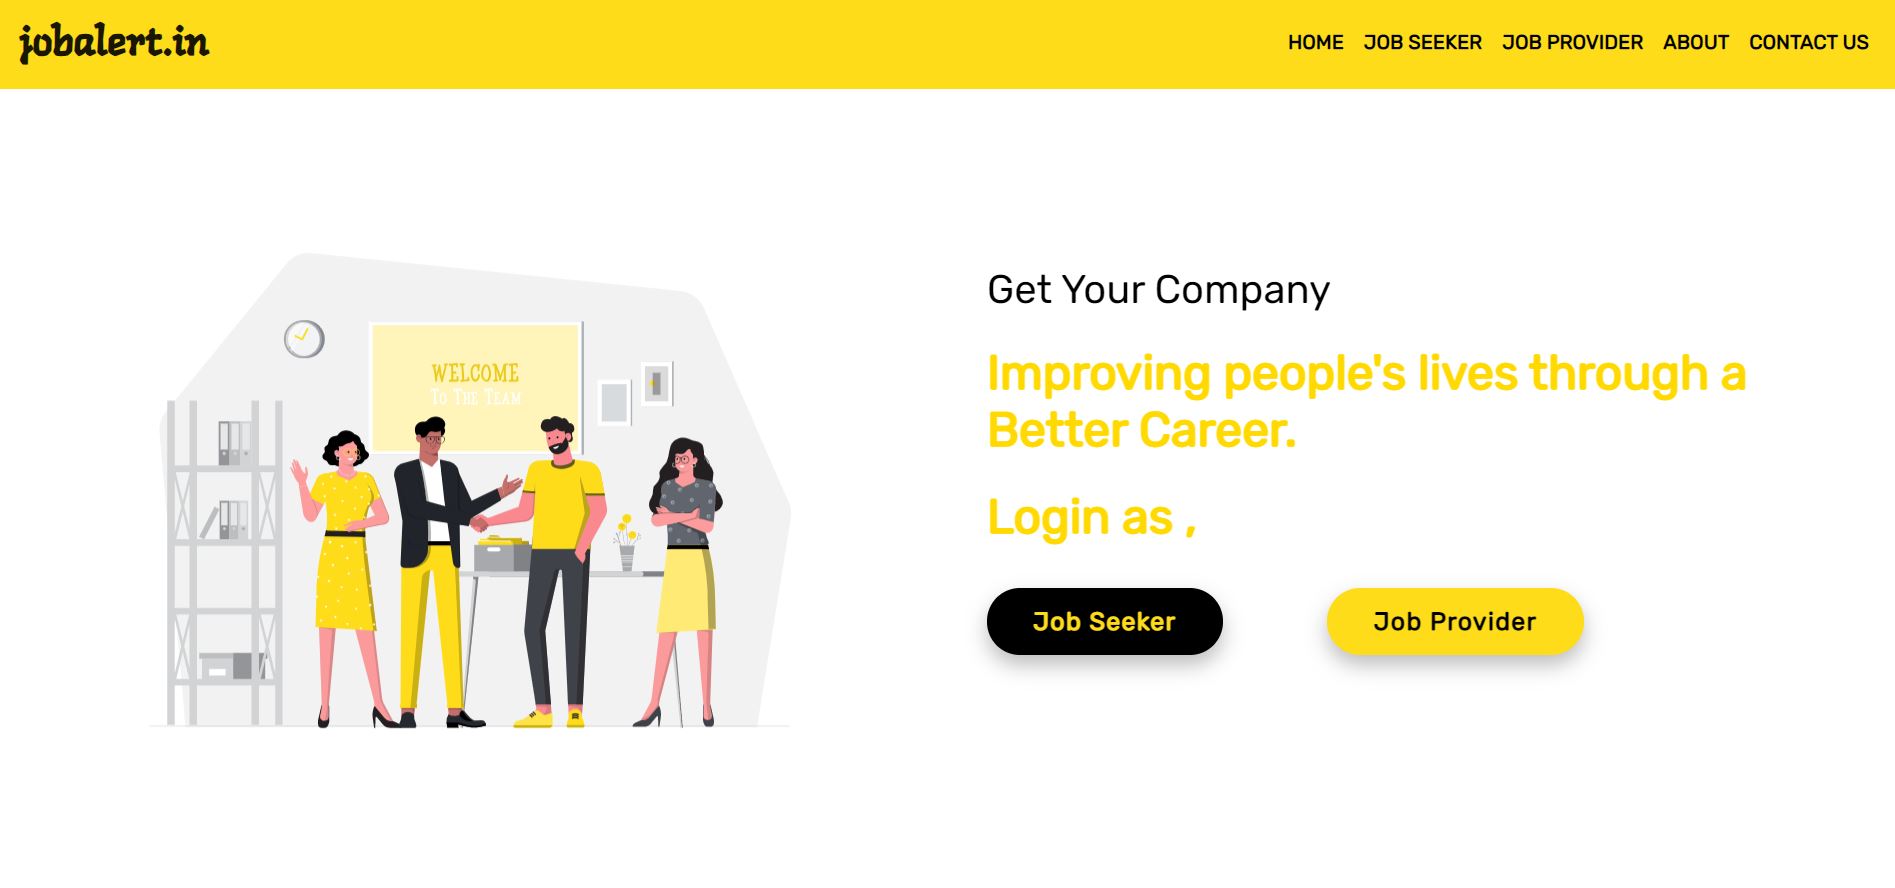 jobalert.in
HOME JOB SEEKER JOB PROVIDER ABOUT CONTACT US
WELCOME
To The Team
Get Your Company
Improving people's lives through a
Better Career.
Login as ,
Job Seeker
Job Provider